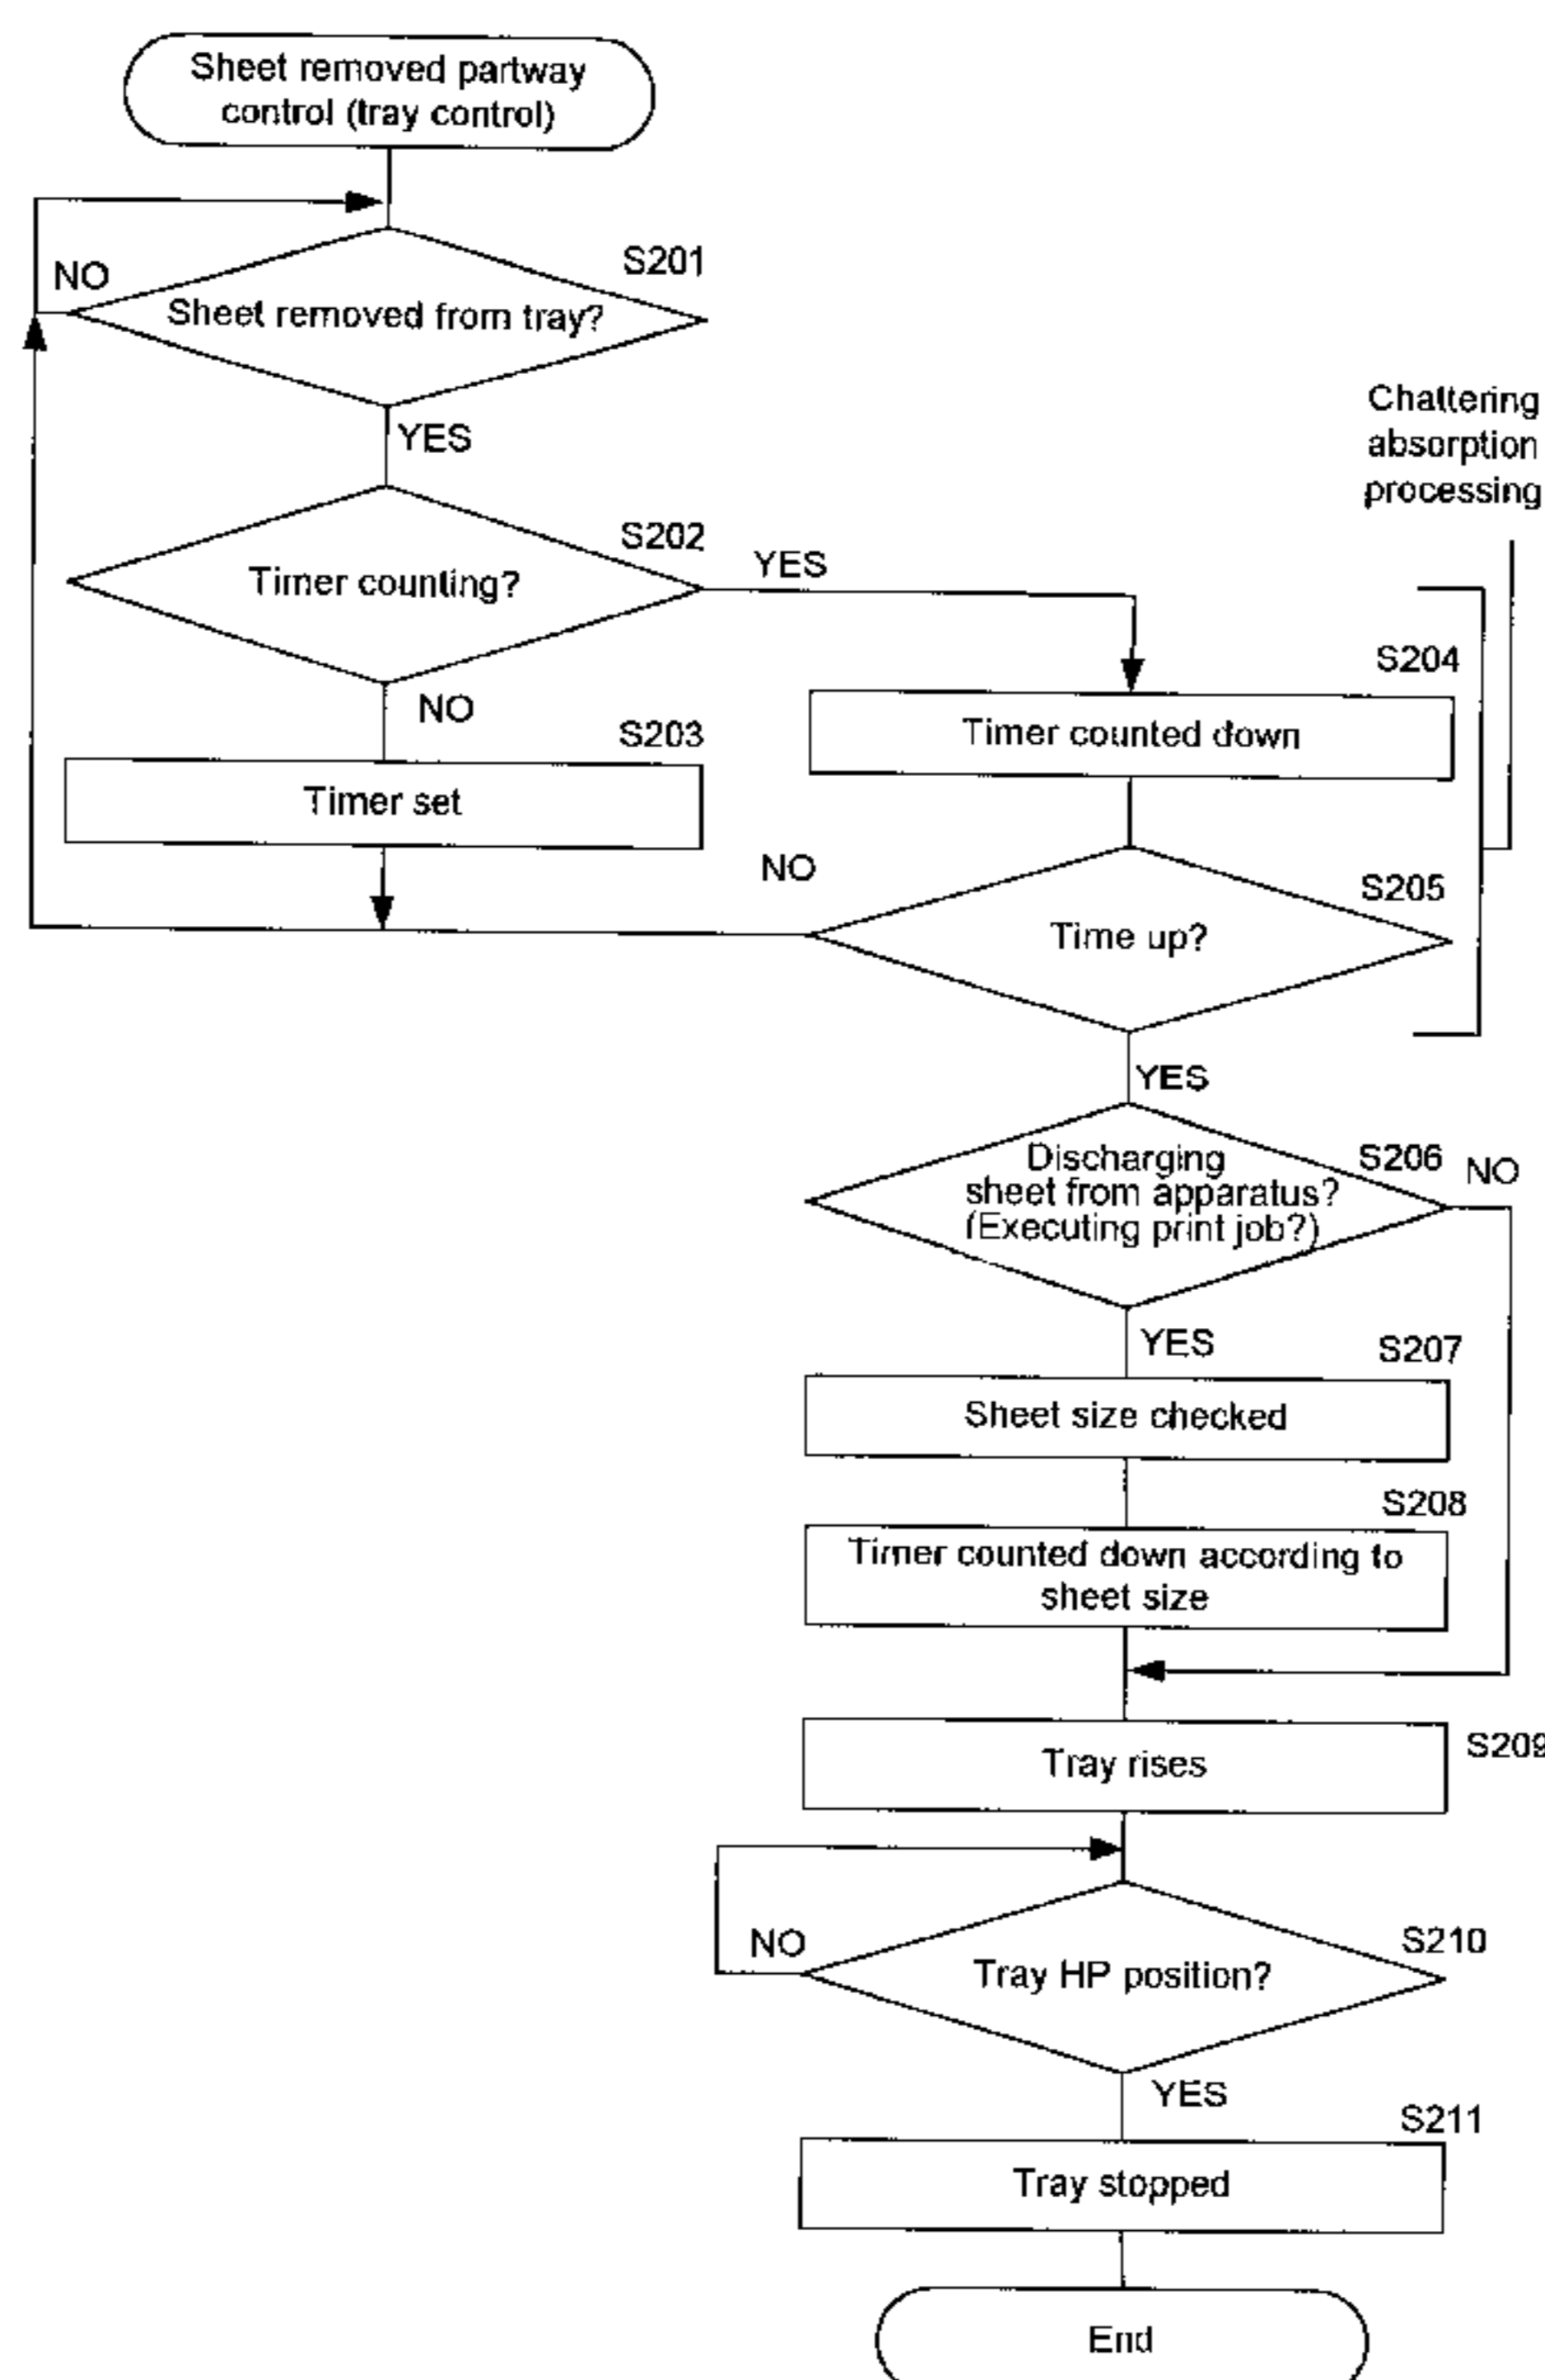 Sheet removed partway
control (tray control)
NO
S201
Sheet removed from tray?
YES
Chattering
absorption
processing
S202
YES
Timer counting?
NO
S204
Timer counted down
S203
Timer set
NO
S205
Time up?
YES
S206
NO
Discharging
sheet from apparatus?
(Executing print job?)
YES
S207
Sheet size checked
S208
Timer counted down according to
sheet size
S209
Tray rises
NO
S210
Tray HP position?
YES
S211
Tray stopped
End